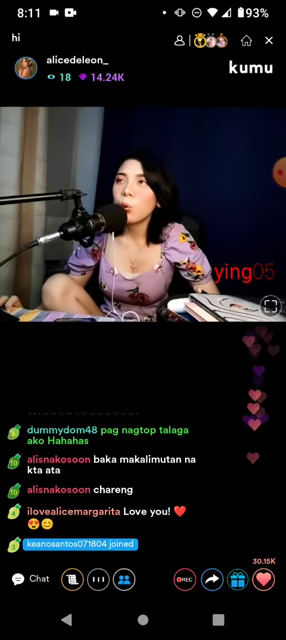 8:11
93%
hi
alicedeleon_
18 14.24K
kumu
ying05
dummydom48 pag nagtop talaga
ako Hahahas
alisnakosoon baka makalimutan na
kta ata
alisnakosoon chareng
ilovealicemargarita Love you! ❤️
😍😊
keanosantos071804 joined
30.15K
Chat
REC